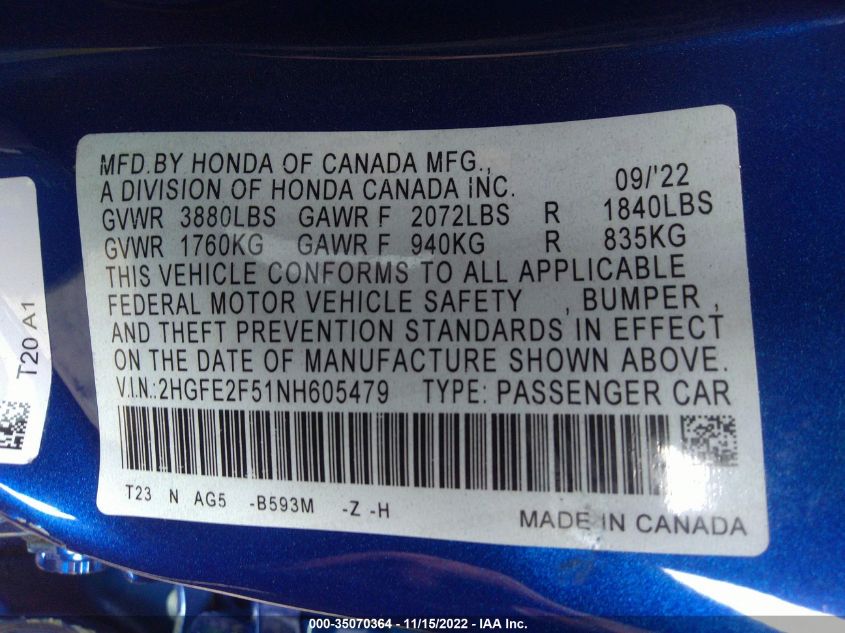 MFD.BY HONDA OF CANADA MFG.,
A DIVISION OF HONDA CANADA INC. 09/'22
GVWR 3880LBS GAWR F 2072LBS R 1840LBS
GVWR 1760KG GAWR F 940KG R 835KG
THIS VEHICLE CONFORMS TO ALL APPLICABLE
FEDERAL MOTOR VEHICLE SAFETY , BUMPER ,
AND THEFT PREVENTION STANDARDS IN EFFECT
ON THE DATE OF MANUFACTURE SHOWN ABOVE.
V.I.N.:2HGFE2F51NH605479 TYPE: PASSENGER CAR
T23 N AG5 -B593M -Z -H
MADE IN CANADA
T20 A1
000-35070364 - 11/15/2022 - IAA Inc.